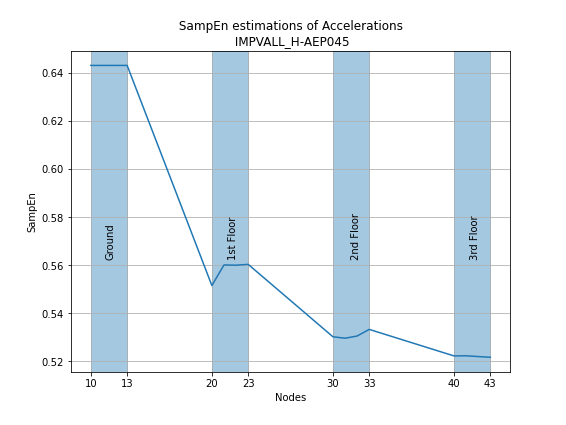 SampEn estimations of Accelerations
IMPVALL_H-AEP045
0.64
0.62
0.60
0.58
0.56
0.54
0.52
SampEn
Ground
1st Floor
2nd Floor
3rd Floor
10 13 20 23 30 33 40 43
Nodes